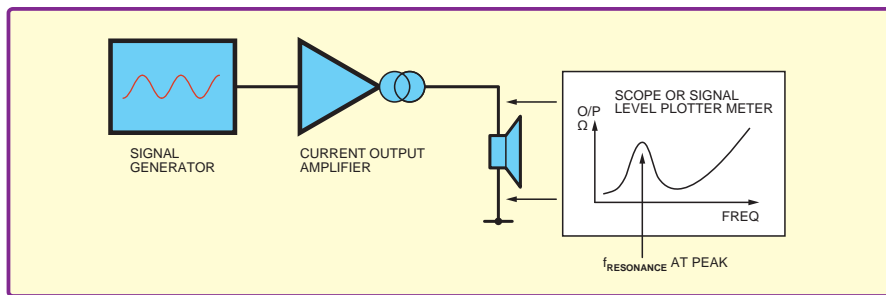 SIGNAL
GENERATOR
CURRENT OUTPUT
AMPLIFIER
SCOPE OR SIGNAL
LEVEL PLOTTER METER
O/P
Ω
FREQ
fRESONANCE AT PEAK